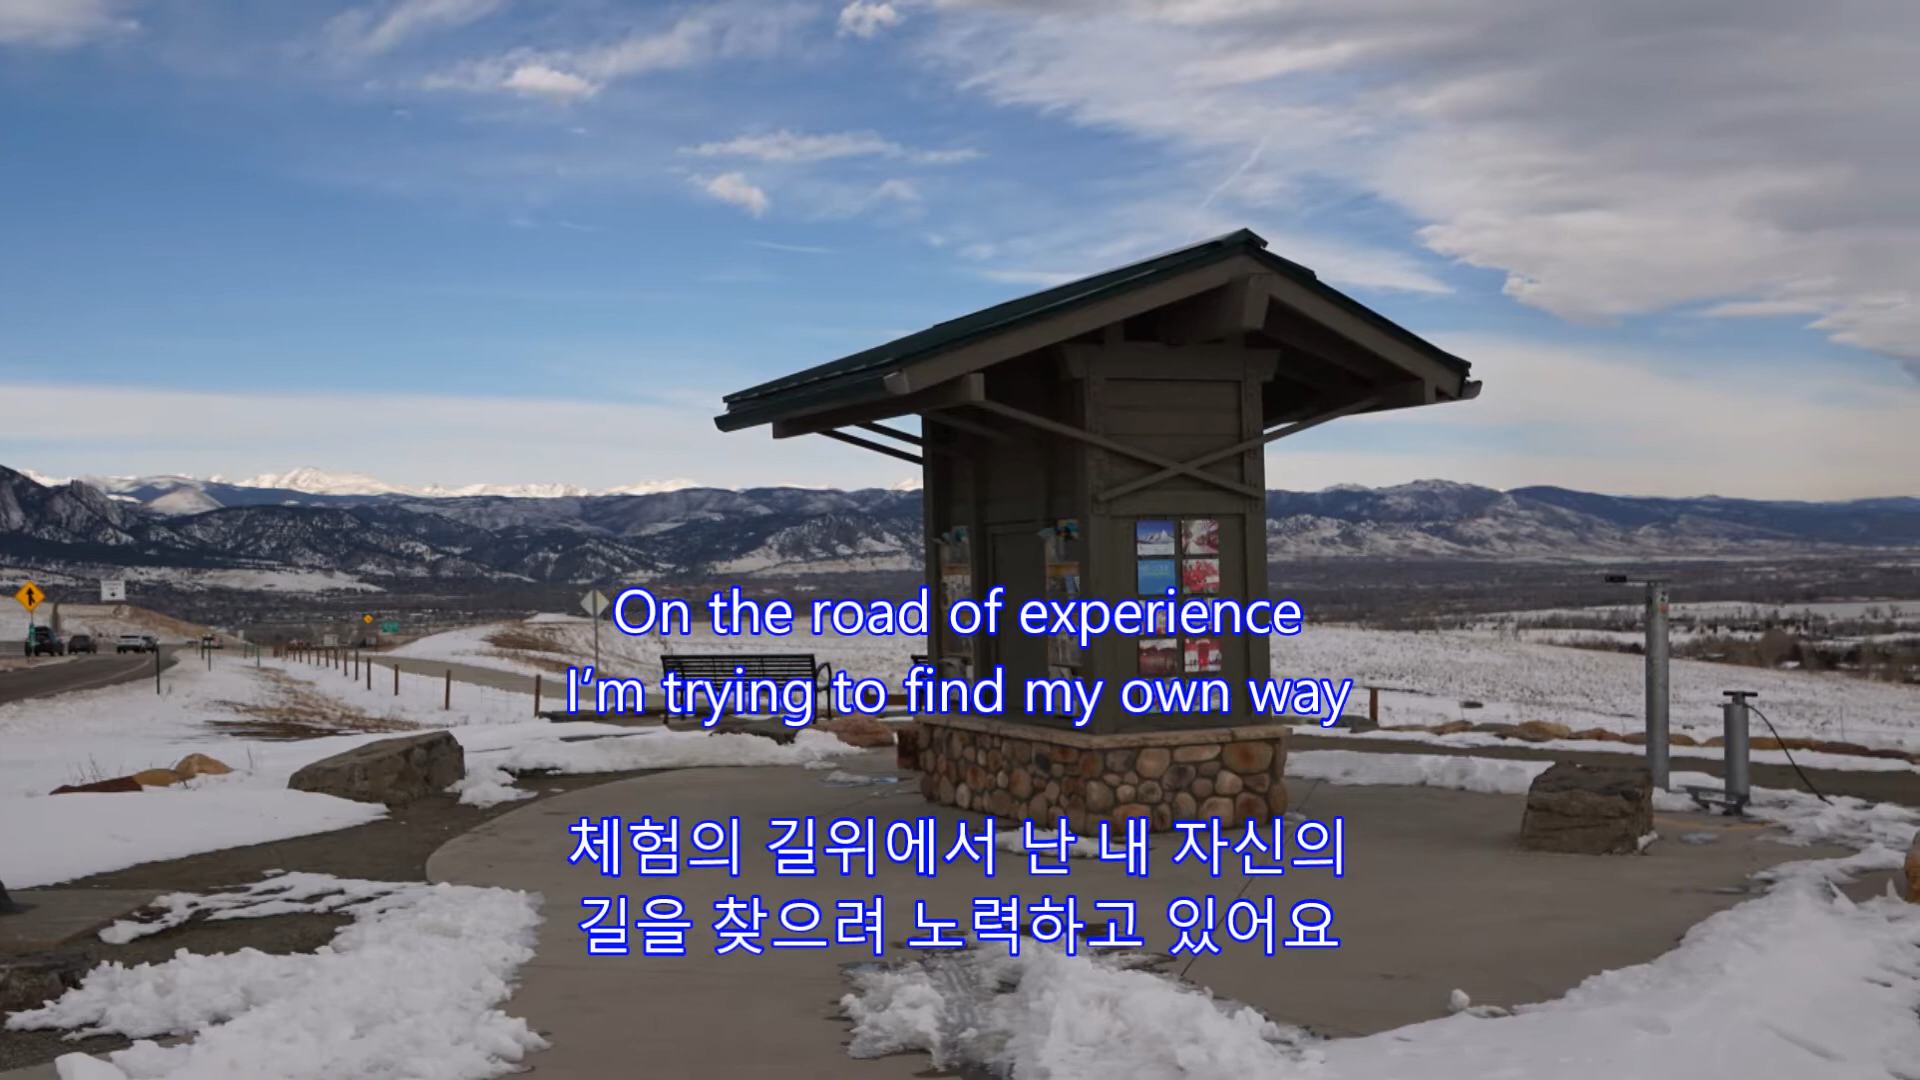 On the road of experience
I'm trying to find my own way
체험의 길위에서 난 내 자신의
길을 찾으려 노력하고 있어요